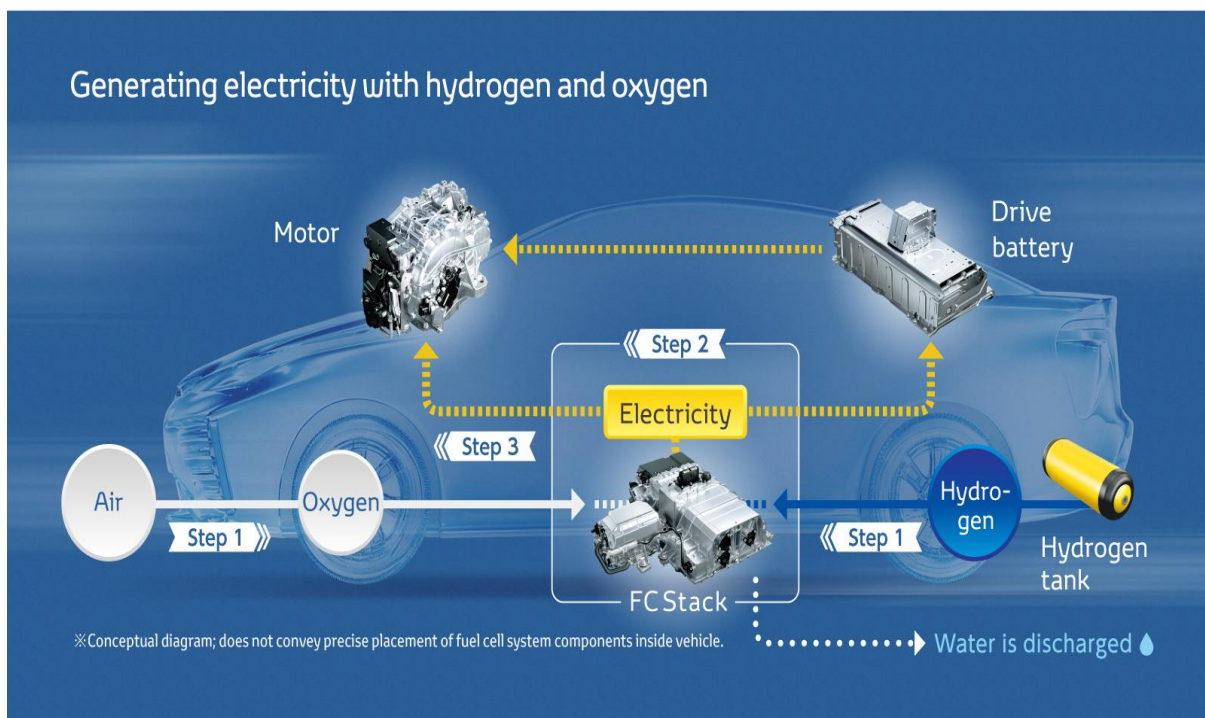 Generating electricity with hydrogen and oxygen
Motor
Drive
battery
Step 2
Electricity
Step 3
Air
Oxygen
Hydro-
gen
Step 1
Step 1
Hydrogen
tank
FC Stack
※Conceptual diagram; does not convey precise placement of fuel cell system components inside vehicle.
Water is discharged